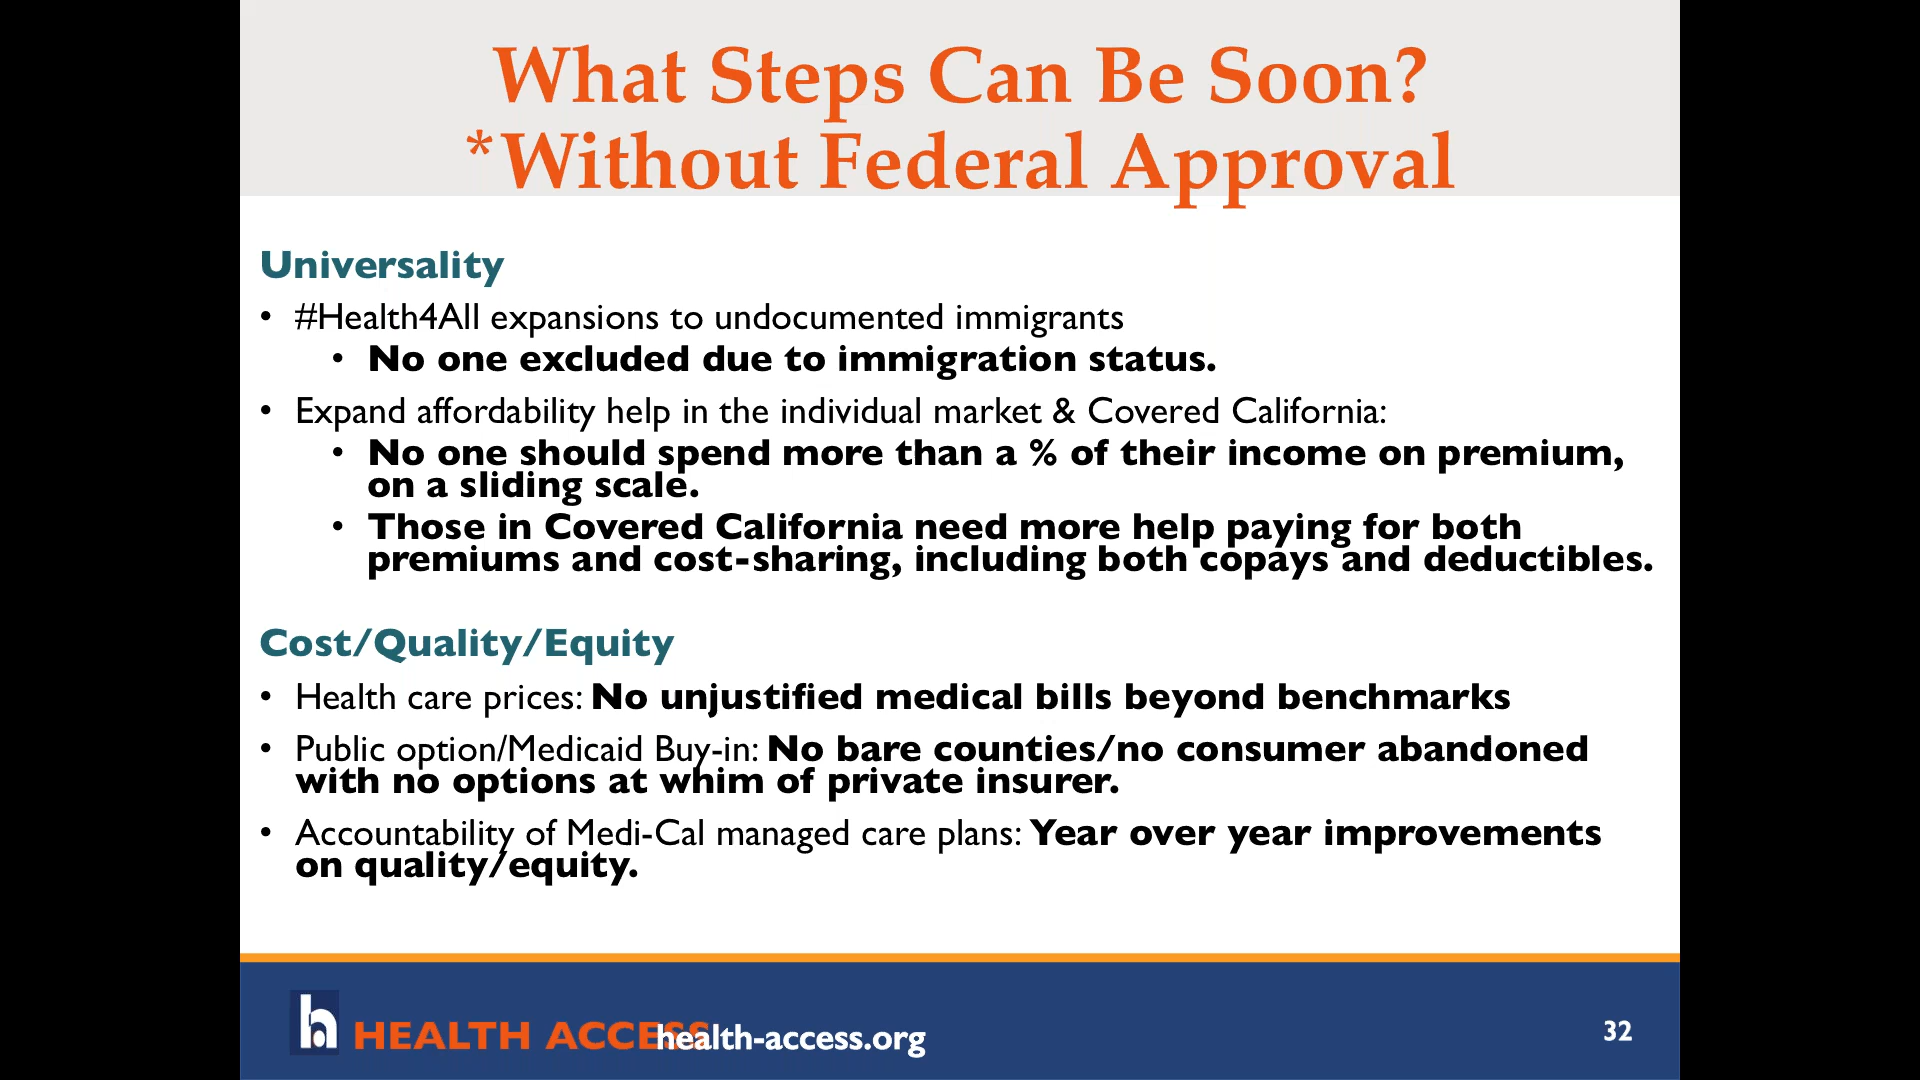 What Steps Can Be Soon?
*Without Federal Approval
Universality
• #Health4All expansions to undocumented immigrants
• No one excluded due to immigration status.
• Expand affordability help in the individual market & Covered California:
• No one should spend more than a % of their income on premium,
on a sliding scale.
• Those in Covered California need more help paying for both
premiums and cost-sharing, including both copays and deductibles.
Cost/Quality/Equity
• Health care prices: No unjustified medical bills beyond benchmarks
• Public option/Medicaid Buy-in: No bare counties/no consumer abandoned
with no options at whim of private insurer.
• Accountability of Medi-Cal managed care plans: Year over year improvements
on quality/equity.
h HEALTH ACCESS health-access.org 32